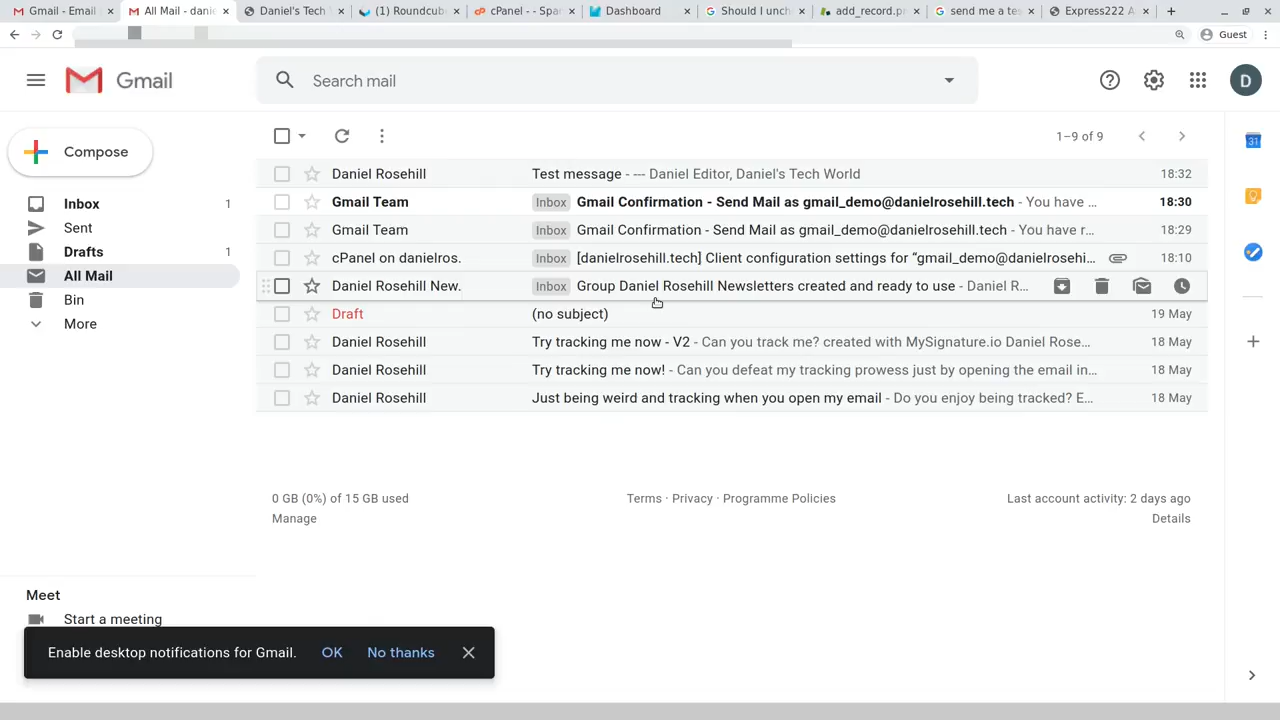 Gmail - Emai
All Mail - danie
Daniel's Tech
(1) Roundcube
cPanel - - Spa
Dashboard
Should I unch
add_record.p
send me a te
Express222 A
Guest
Gmail
Search mail
Compose
1–9 of 9
Inbox 1
Sent
Drafts 1
All Mail
Bin
More
Daniel Rosehill Test message - --- Daniel Editor, Daniel's Tech World 18:32
Gmail Team Inbox Gmail Confirmation - Send Mail as gmail_demo@danielrosehill.tech - You have ... 18:30
Gmail Team Inbox Gmail Confirmation - Send Mail as gmail_demo@danielrosehill.tech - You have r... 18:29
cPanel on danielros. Inbox [danielrosehill.tech] Client configuration settings for “gmail_demo@danielrosehi... 18:10
Daniel Rosehill New. Inbox Group Daniel Rosehill Newsletters created and ready to use - Daniel R...
Draft (no subject) 19 May
Daniel Rosehill Try tracking me now - V2 - Can you track me? created with MySignature.io Daniel Rose... 18 May
Daniel Rosehill Try tracking me now! - Can you defeat my tracking prowess just by opening the email in... 18 May
Daniel Rosehill Just being weird and tracking when you open my email - Do you enjoy being tracked? E... 18 May
0 GB (0%) of 15 GB used
Manage
Terms · Privacy · Programme Policies
Last account activity: 2 days ago
Details
Meet
Start a meeting
Enable desktop notifications for Gmail. OK No thanks
D
31